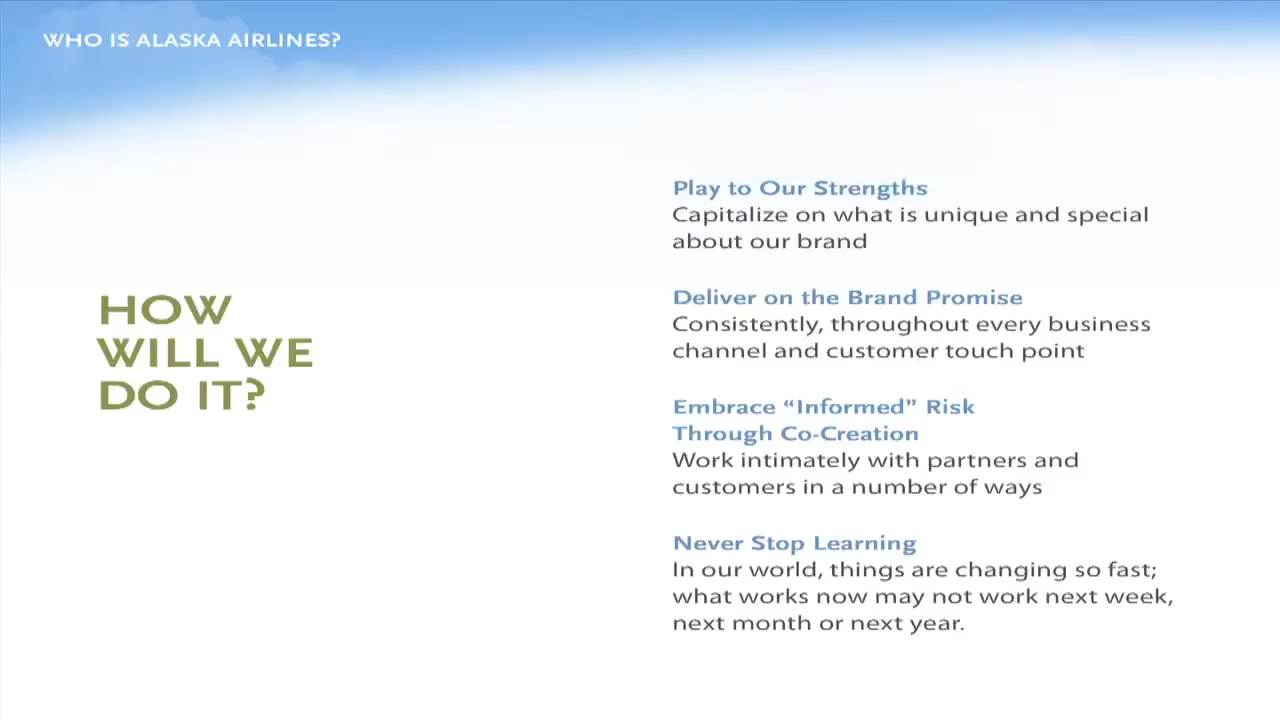 WHO IS ALASKA AIRLINES?
HOW
WILL WE
DO IT?
Play to Our Strengths
Capitalize on what is unique and special
about our brand
Deliver on the Brand Promise
Consistently, throughout every business
channel and customer touch point
Embrace “Informed” Risk
Through Co-Creation
Work intimately with partners and
customers in a number of ways
Never Stop Learning
In our world, things are changing so fast;
what works now may not work next week,
next month or next year.